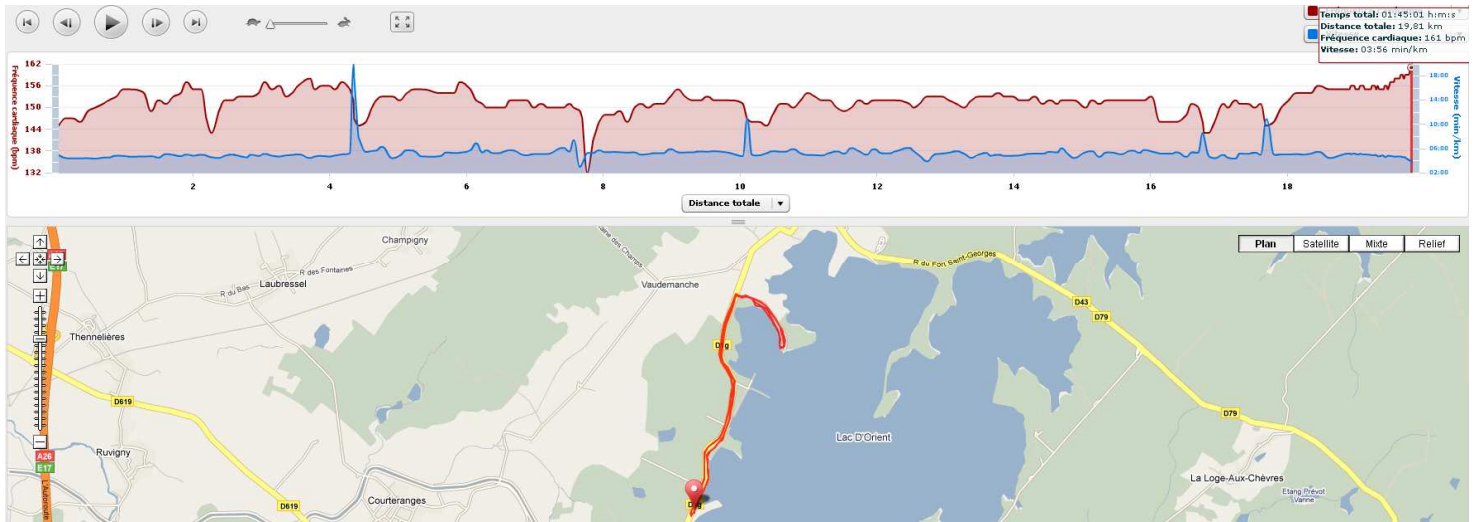 Temps total: 01:45:01 h:m:s
Distance totale: 19,81 km
Fréquence cardiaque: 161 bpm
Vitesse: 03:56 min/km
Fréquence cardiaque (bpm)
162
156
150
144
138
132
18:00
14:00
10:00
06:00
02:00
Vitesse (min/km)
2 4 6 8 10 12 14 16 18
Distance totale
Plan Satellite Mixte Relief
Champigny
R des Fontaines
R du Bas
Laubressel
Vaudemanche
R du Fort Saint-Georges
E17
D43
D79
Thennelières
D619
D79
Lac D'Orient
A26
E17
Ruvigny
L'Autoroute
D619
Courteranges
La Loge-Aux-Chèvres
Etang Prévot
Vanne